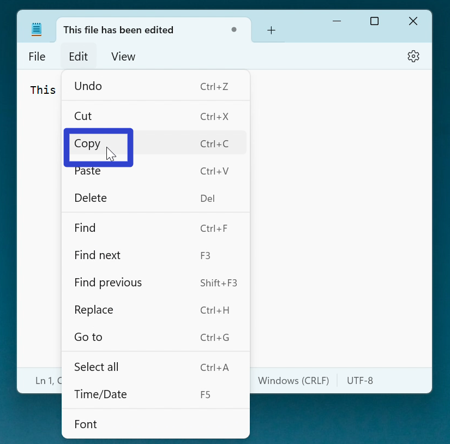 This file has been edited
File Edit View
This
Undo Ctrl+Z
Cut Ctrl+X
Copy Ctrl+C
Paste Ctrl+V
Delete Del
Find Ctrl+F
Find next F3
Find previous Shift+F3
Replace Ctrl+H
Go to Ctrl+G
Select all Ctrl+A
Ln 1, C Windows (CRLF) UTF-8
Time/Date F5
Font